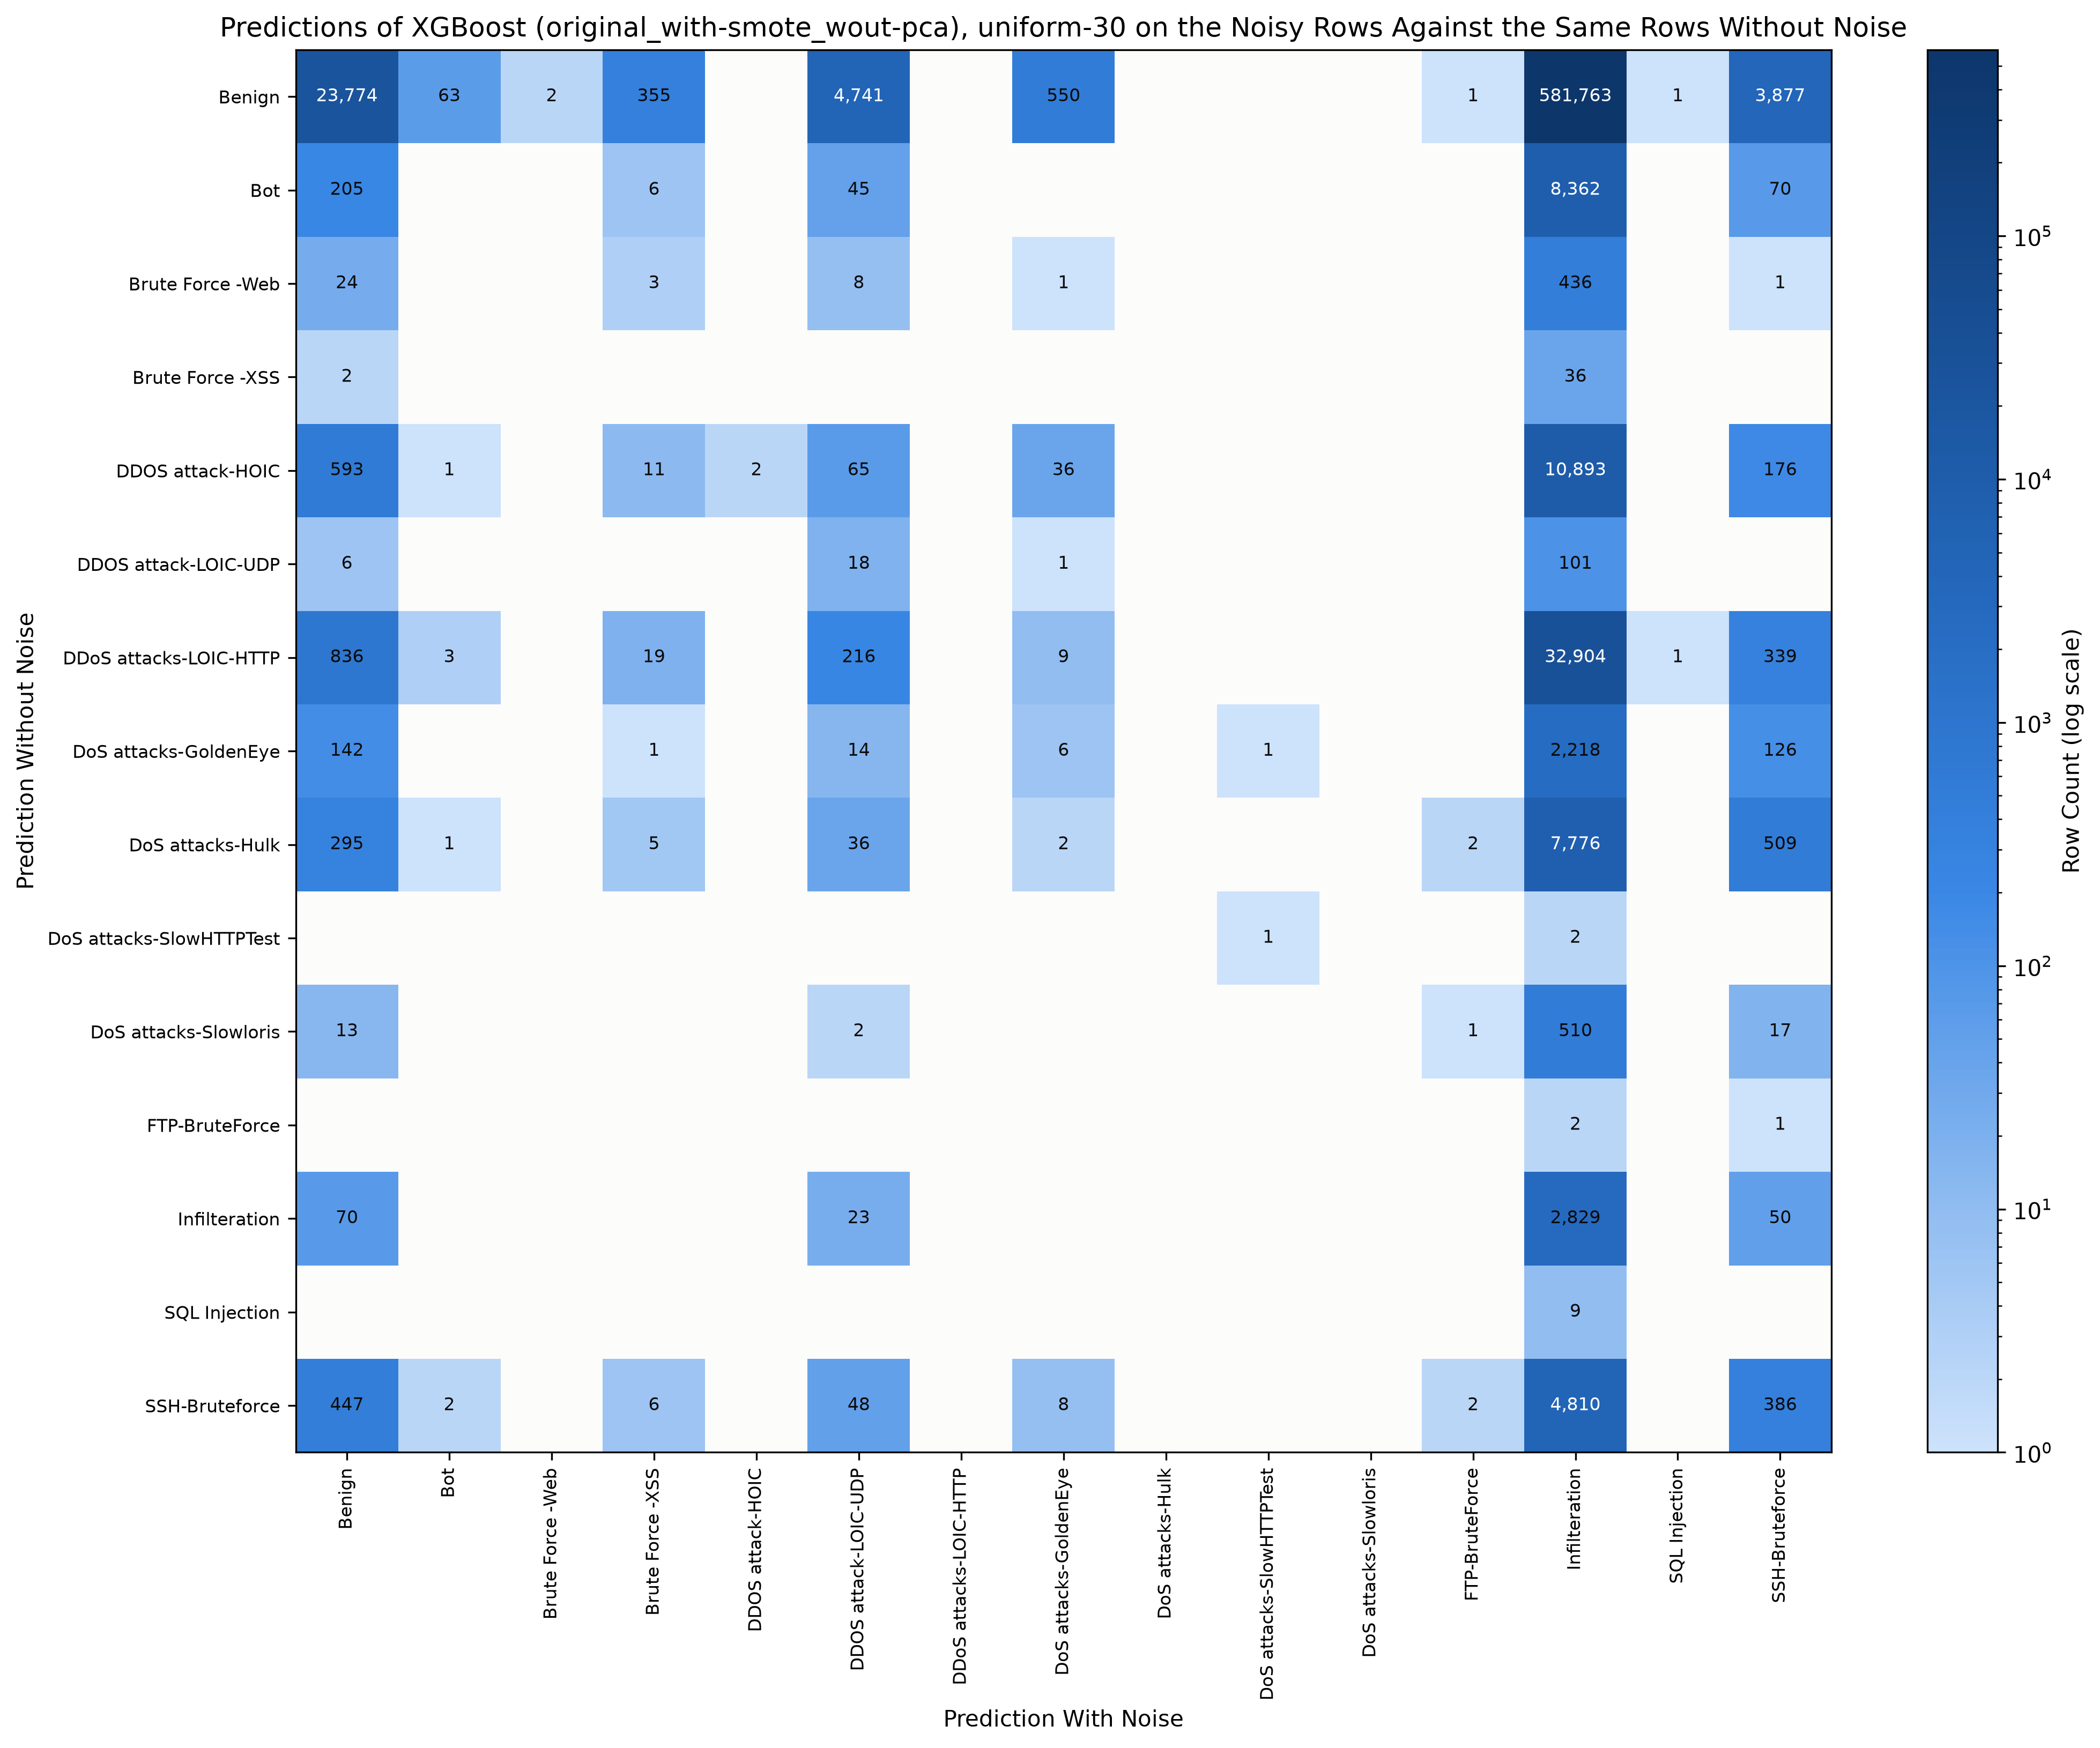 Predictions of XGBoost (original_with-smote_wout-pca), uniform-30 on the Noisy Rows Against the Same Rows Without Noise
Prediction Without Noise
Benign 23,774 63 2 355 4,741 550 1 581,763 1 3,877
Bot 205 6 45 8,362 70
Brute Force -Web 24 3 8 1 436 1
Brute Force -XSS 2 36
DDOS attack-HOIC 593 1 11 2 65 36 10,893 176
DDOS attack-LOIC-UDP 6 18 1 101
DDoS attacks-LOIC-HTTP 836 3 19 216 9 32,904 1 339
DoS attacks-GoldenEye 142 1 14 6 1 2,218 126
DoS attacks-Hulk 295 1 5 36 2 2 7,776 509
DoS attacks-SlowHTTPTest 1 2
DoS attacks-Slowloris 13 2 1 510 17
FTP-BruteForce 2 1
Infilteration 70 23 2,829 50
SQL Injection 9
SSH-Bruteforce 447 2 6 48 8 2 4,810 386
Benign
Bot
Brute Force -Web
Brute Force -XSS
DDOS attack-HOIC
DDOS attack-LOIC-UDP
DDoS attacks-LOIC-HTTP
DoS attacks-GoldenEye
DoS attacks-Hulk
DoS attacks-SlowHTTPTest
DoS attacks-Slowloris
FTP-BruteForce
Infilteration
SQL Injection
SSH-Bruteforce
Prediction With Noise
10⁵
10⁴
10³
10²
10¹
10⁰
Row Count (log scale)